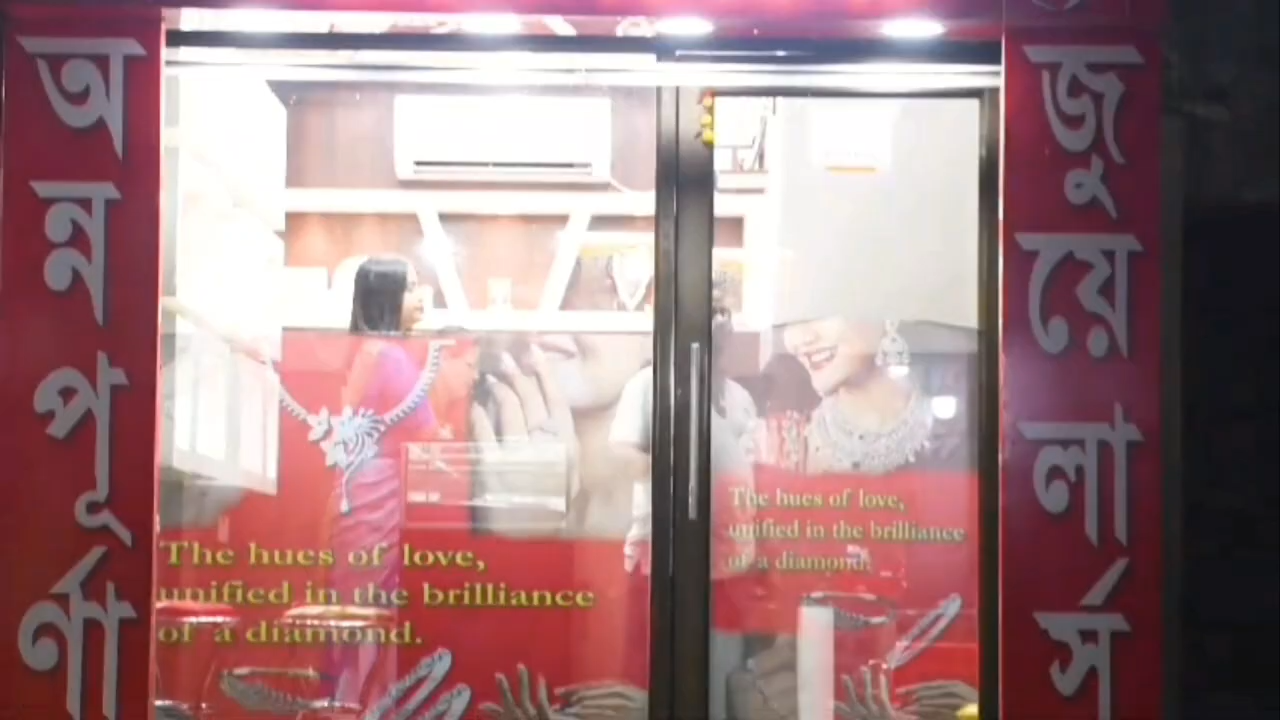 অন্নপূর্ণা
The hues of love,
unified in the brilliance
of a diamond.
The hues of love,
unified in the brilliance
of a diamond.
জুয়েলার্স